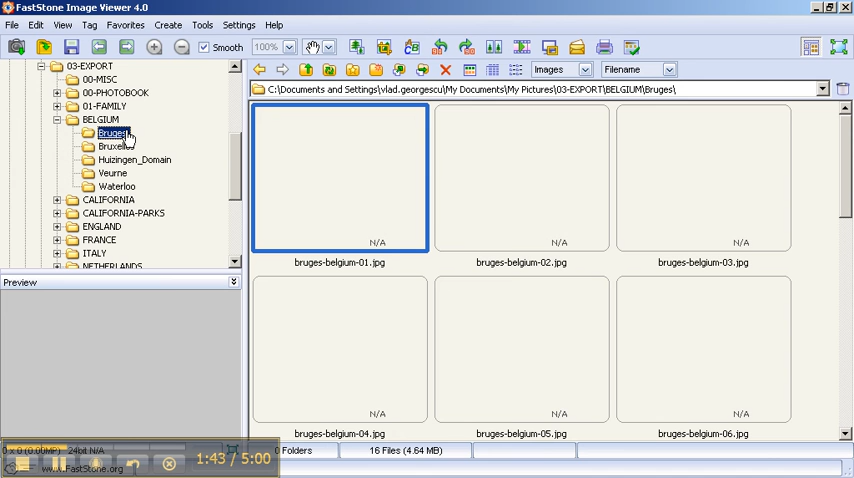 FastStone Image Viewer 4.0
File Edit View Tag Favorites Create Tools Settings Help
Smooth 100%
Images Filename
C:\Documents and Settings\vlad.georgescu\My Documents\My Pictures\03-EXPORT\BELGIUM\Bruges\
03-EXPORT
00-MISC
00-PHOTOBOOK
01-FAMILY
BELGIUM
Bruges
Bruxelles
Huizingen_Domain
Veurne
Waterloo
CALIFORNIA
CALIFORNIA-PARKS
ENGLAND
FRANCE
ITALY
NETHERLANDS
Preview
N/A N/A N/A
bruges-belgium-01.jpg bruges-belgium-02.jpg bruges-belgium-03.jpg
N/A N/A N/A
bruges-belgium-04.jpg bruges-belgium-05.jpg bruges-belgium-06.jpg
0 x 0 (0.00MP) 24bit N/A
0 Folders 16 Files (4.64 MB)
1:43 / 5:00
www.FastStone.org